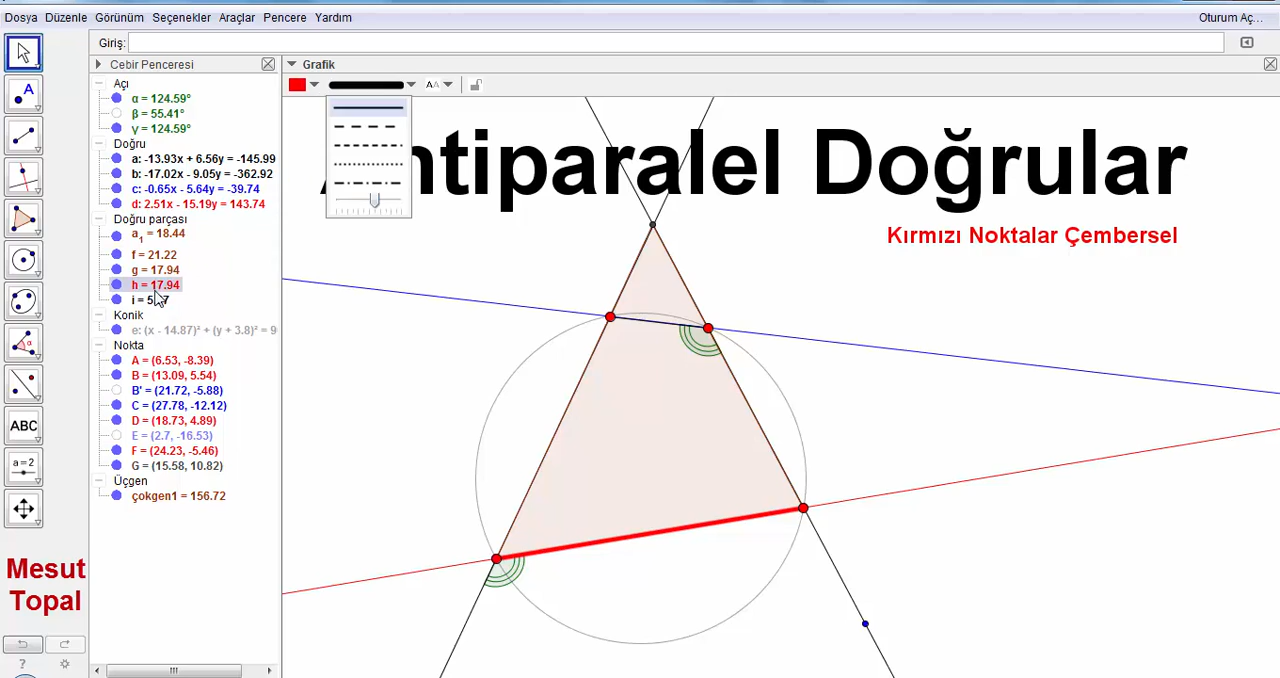 Dosya Düzenle Görünüm Seçenekler Araçlar Pencere Yardım Oturum Aç...
Giriş:
Cebir Penceresi
Grafik
Açı
α = 124.59°
β = 55.41°
γ = 124.59°
Doğru
a: -13.93x + 6.56y = -145.99
b: -17.02x - 9.05y = -362.92
c: -0.65x - 5.64y = -39.74
d: 2.51x - 15.19y = 143.74
Doğru parçası
a1 = 18.44
f = 21.22
g = 17.94
h = 17.94
i = 5
Konik
e: (x - 14.87)² + (y + 3.8)² = 9
Nokta
A = (6.53, -8.39)
B = (13.09, 5.54)
B' = (21.72, -5.88)
C = (27.78, -12.12)
D = (18.73, 4.89)
E = (2.7, -16.53)
F = (24.23, -5.46)
G = (15.58, 10.82)
Üçgen
çokgen1 = 156.72
AA
ntiparalel Doğrular
Kırmızı Noktalar Çembersel
A
α
ABC
a=2
Mesut
Topal
?